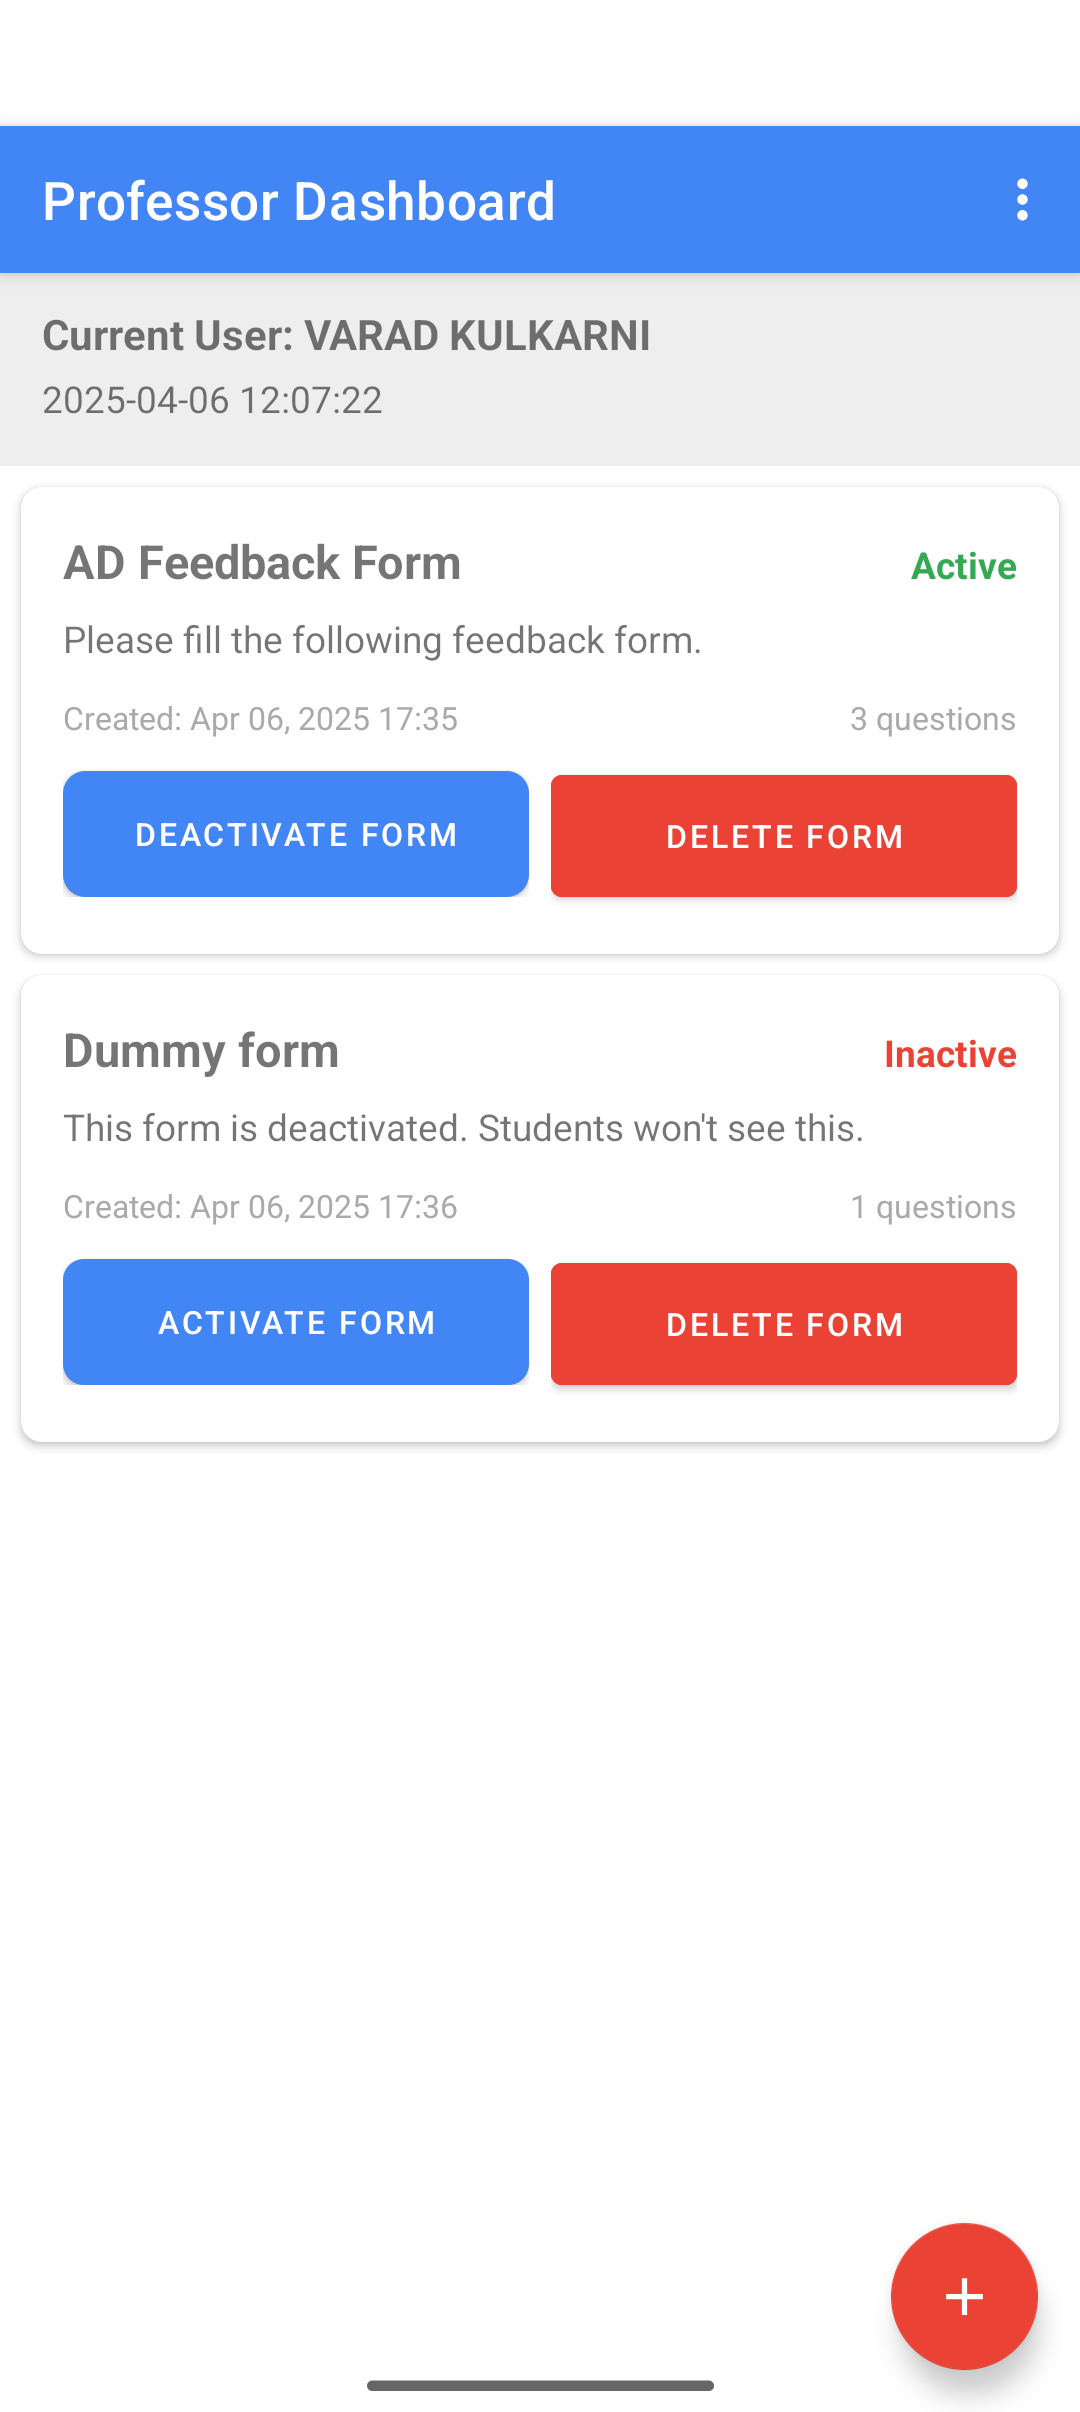 Professor Dashboard
Current User: VARAD KULKARNI
2025-04-06 12:07:22
AD Feedback Form
Active
Please fill the following feedback form.
Created: Apr 06, 2025 17:35
3 questions
DEACTIVATE FORM
DELETE FORM
Dummy form
Inactive
This form is deactivated. Students won't see this.
Created: Apr 06, 2025 17:36
1 questions
ACTIVATE FORM
DELETE FORM